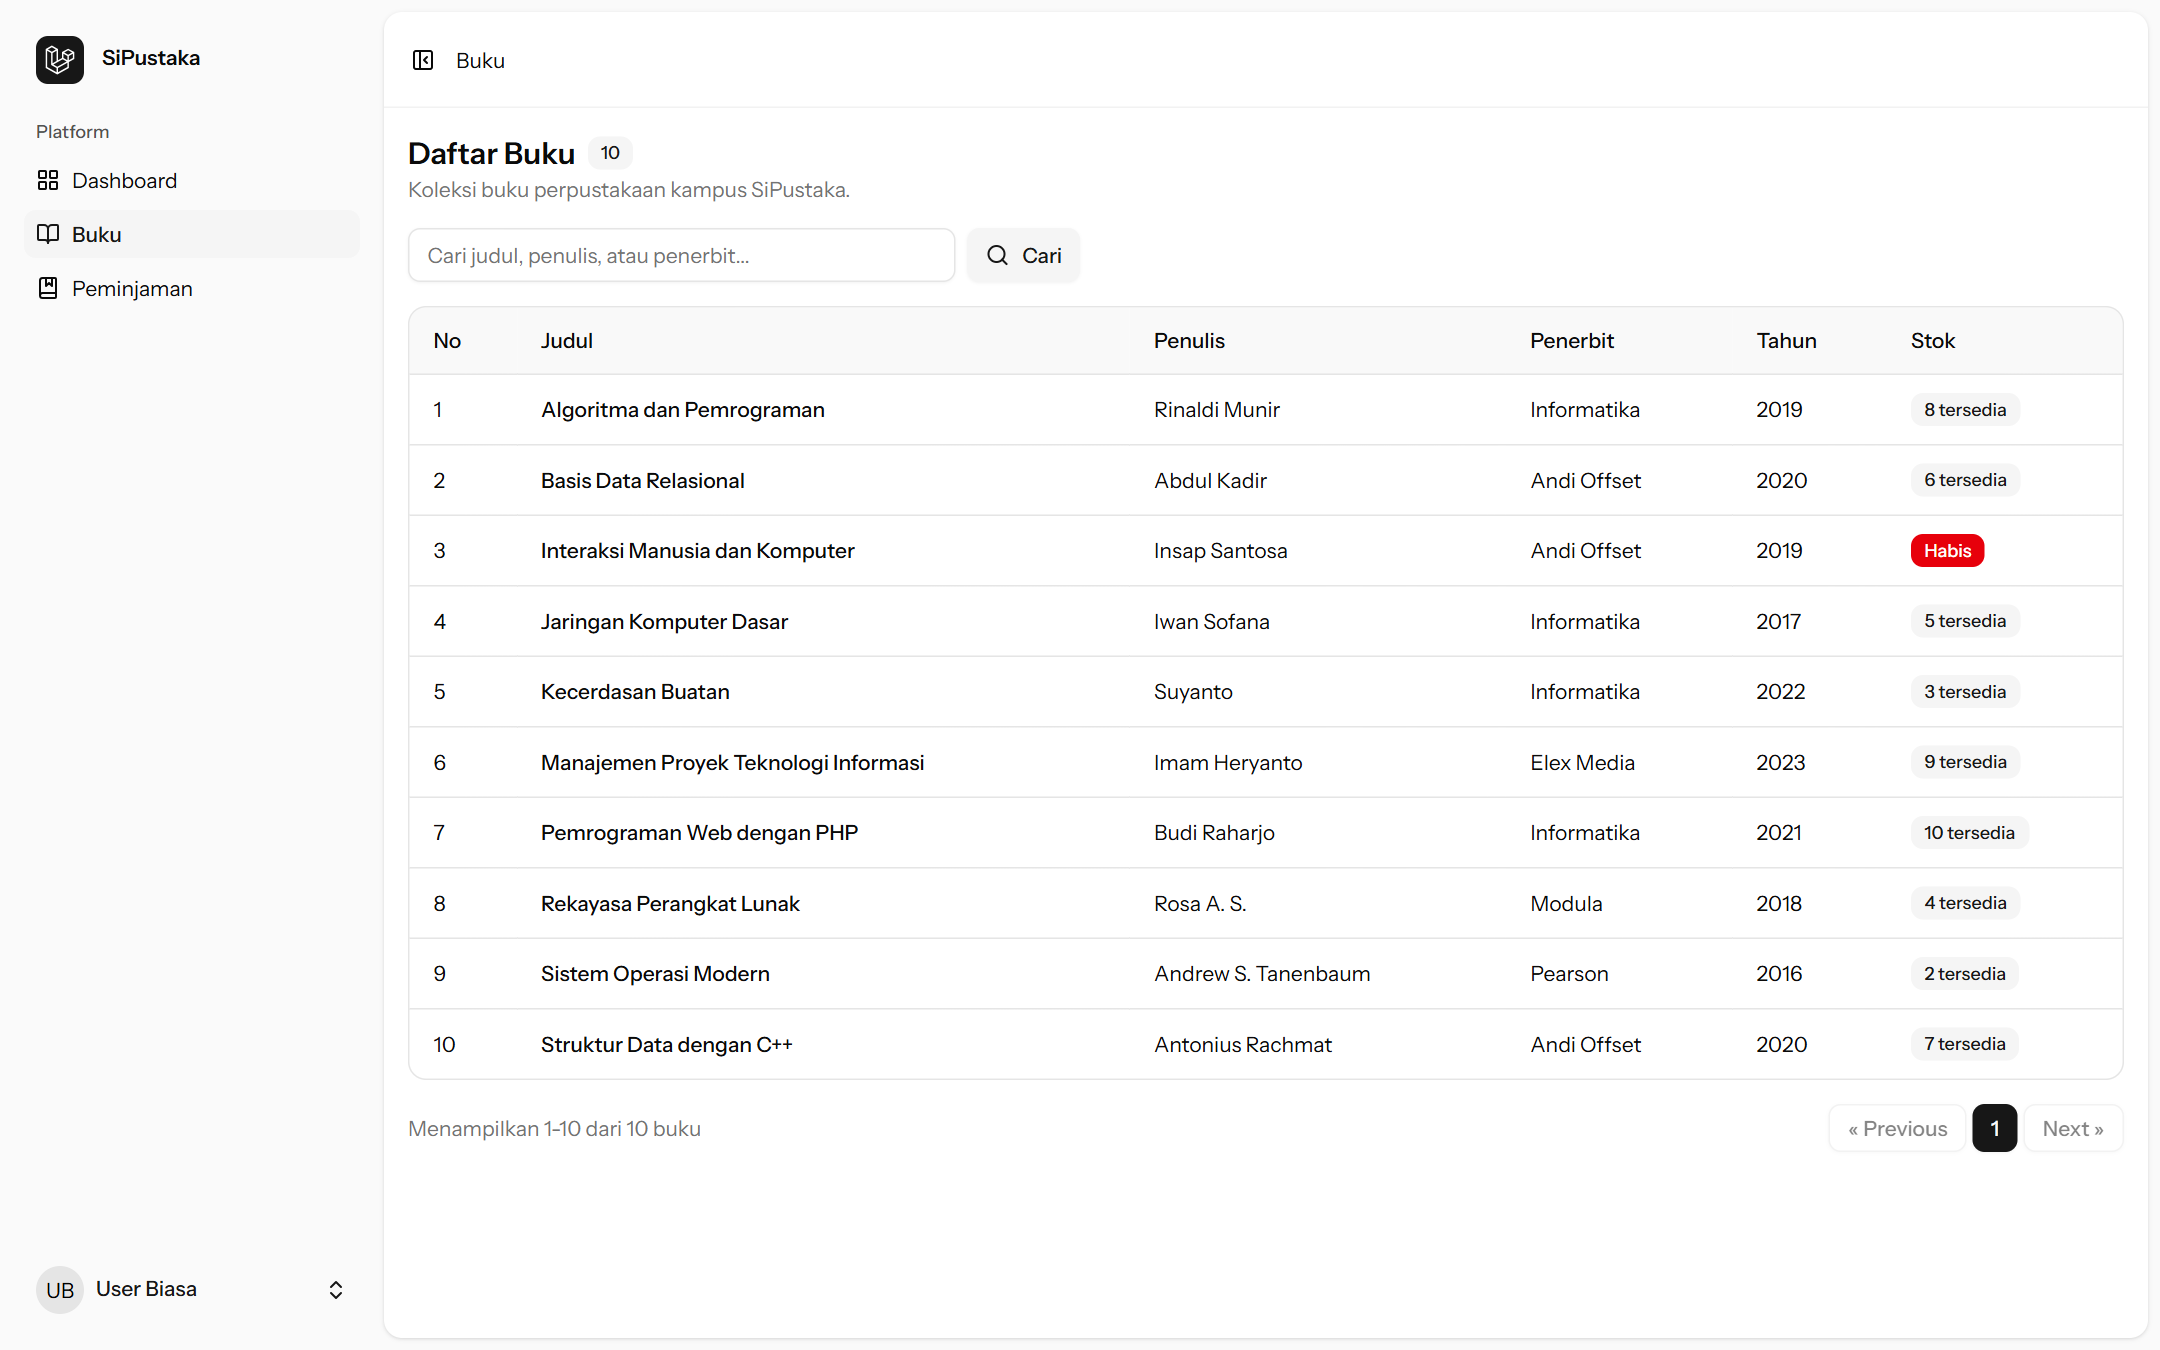 SiPustaka
Platform
Dashboard
Buku
Peminjaman
Buku
Daftar Buku 10
Koleksi buku perpustakaan kampus SiPustaka.
Cari judul, penulis, atau penerbit...
Cari
No Judul Penulis Penerbit Tahun Stok
1 Algoritma dan Pemrograman Rinaldi Munir Informatika 2019 8 tersedia
2 Basis Data Relasional Abdul Kadir Andi Offset 2020 6 tersedia
3 Interaksi Manusia dan Komputer Insap Santosa Andi Offset 2019 Habis
4 Jaringan Komputer Dasar Iwan Sofana Informatika 2017 5 tersedia
5 Kecerdasan Buatan Suyanto Informatika 2022 3 tersedia
6 Manajemen Proyek Teknologi Informasi Imam Heryanto Elex Media 2023 9 tersedia
7 Pemrograman Web dengan PHP Budi Raharjo Informatika 2021 10 tersedia
8 Rekayasa Perangkat Lunak Rosa A. S. Modula 2018 4 tersedia
9 Sistem Operasi Modern Andrew S. Tanenbaum Pearson 2016 2 tersedia
10 Struktur Data dengan C++ Antonius Rachmat Andi Offset 2020 7 tersedia
Menampilkan 1-10 dari 10 buku
« Previous 1 Next »
UB User Biasa